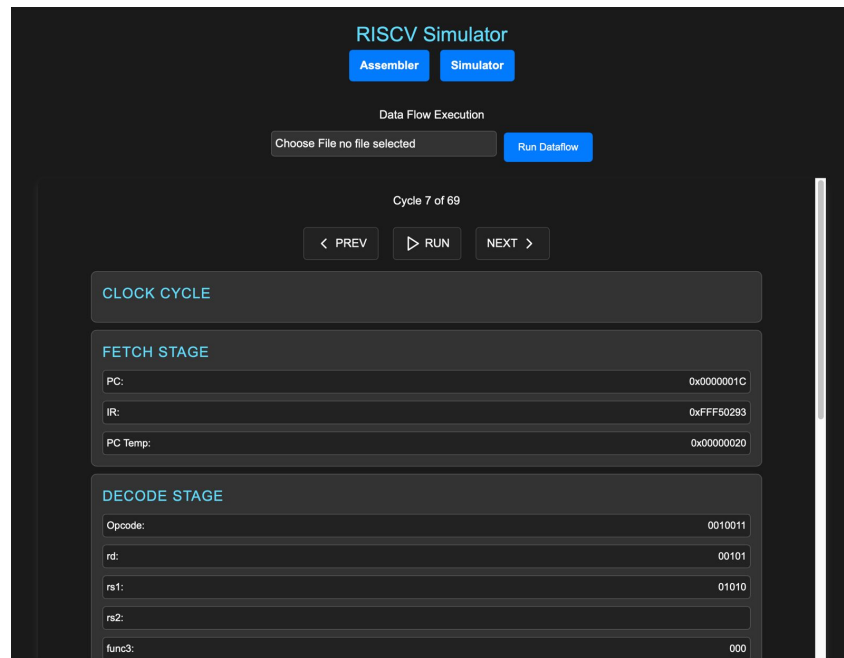 RISCV Simulator
Assembler Simulator
Data Flow Execution
Choose File no file selected Run Dataflow
Cycle 7 of 69
PREV RUN NEXT
CLOCK CYCLE
FETCH STAGE
PC: 0x0000001C
IR: 0xFFF50293
PC Temp: 0x00000020
DECODE STAGE
Opcode: 0010011
rd: 00101
rs1: 01010
rs2:
func3: 000